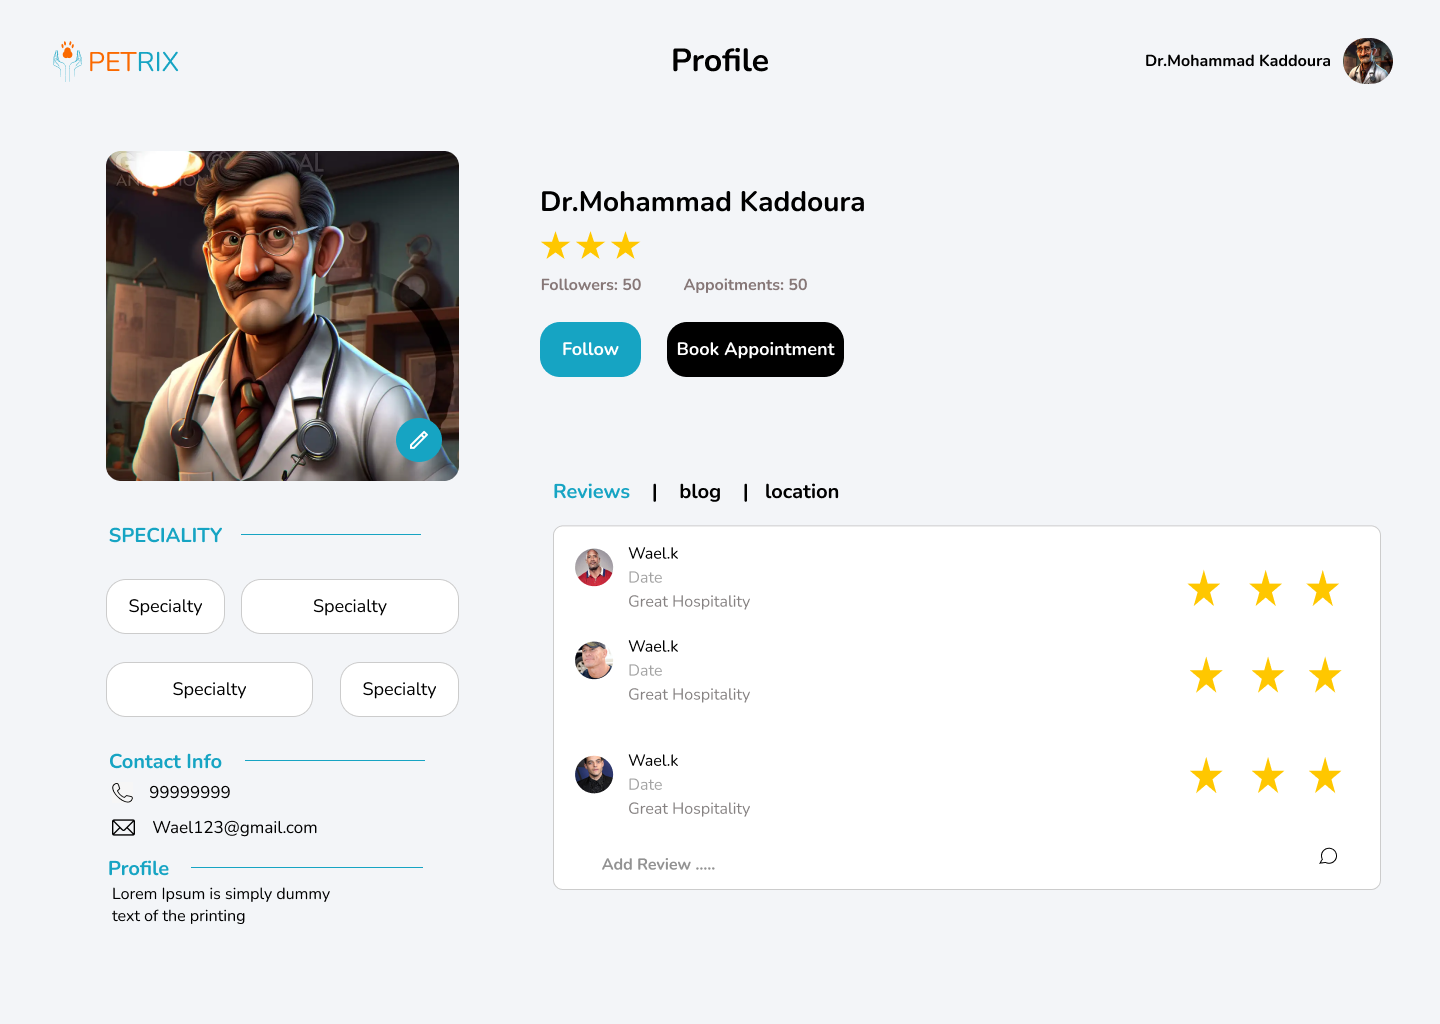 PETRIX
Profile
Dr.Mohammad Kaddoura
Dr.Mohammad Kaddoura
Followers: 50
Appoitments: 50
Follow
Book Appointment
SPECIALITY
Specialty
Specialty
Specialty
Specialty
Contact Info
99999999
Wael123@gmail.com
Profile
Lorem Ipsum is simply dummy
text of the printing
Reviews | blog | location
Wael.k
Date
Great Hospitality
Wael.k
Date
Great Hospitality
Wael.k
Date
Great Hospitality
Add Review .....